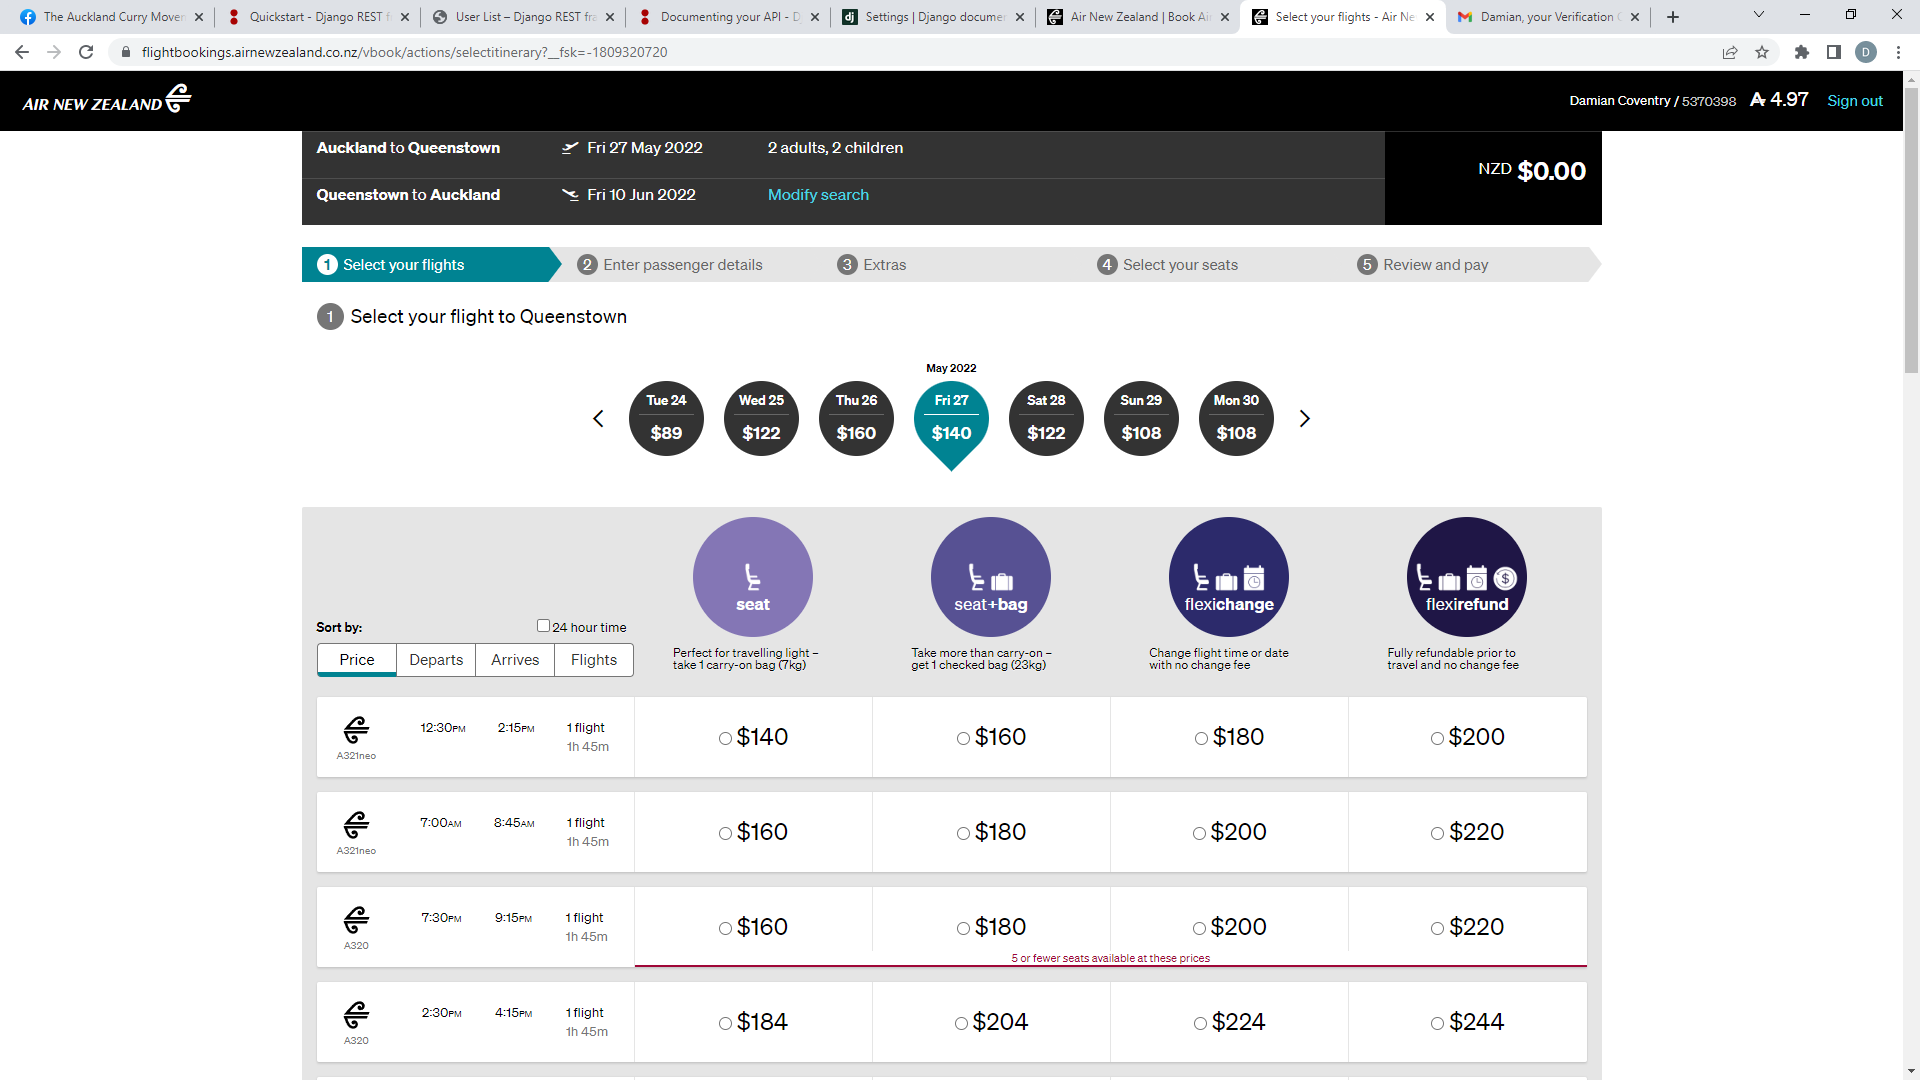 The Auckland Curry Movem
Quickstart - Django REST f
User List – Django REST fra
Documenting your API - D
Settings | Django documen
Air New Zealand | Book Air
Select your flights - Air Ne
Damian, your Verification C
flightbookings.airnewzealand.co.nz/vbook/actions/selectitinerary?__fsk=-1809320720
D
AIR NEW ZEALAND
Damian Coventry / 5370398
4.97
Sign out
Auckland to Queenstown
Fri 27 May 2022
2 adults, 2 children
NZD $0.00
Queenstown to Auckland
Fri 10 Jun 2022
Modify search
1 Select your flights
2 Enter passenger details
3 Extras
4 Select your seats
5 Review and pay
1 Select your flight to Queenstown
May 2022
Tue 24
$89
Wed 25
$122
Thu 26
$160
Fri 27
$140
Sat 28
$122
Sun 29
$108
Mon 30
$108
seat
seat+bag
flexichange
flexirefund
Sort by:
24 hour time
Price
Departs
Arrives
Flights
Perfect for travelling light –
take 1 carry-on bag (7kg)
Take more than carry-on –
get 1 checked bag (23kg)
Change flight time or date
with no change fee
Fully refundable prior to
travel and no change fee
A321neo
12:30PM
2:15PM
1 flight
1h 45m
$140
$160
$180
$200
A321neo
7:00AM
8:45AM
1 flight
1h 45m
$160
$180
$200
$220
A320
7:30PM
9:15PM
1 flight
1h 45m
$160
$180
$200
$220
5 or fewer seats available at these prices
A320
2:30PM
4:15PM
1 flight
1h 45m
$184
$204
$224
$244